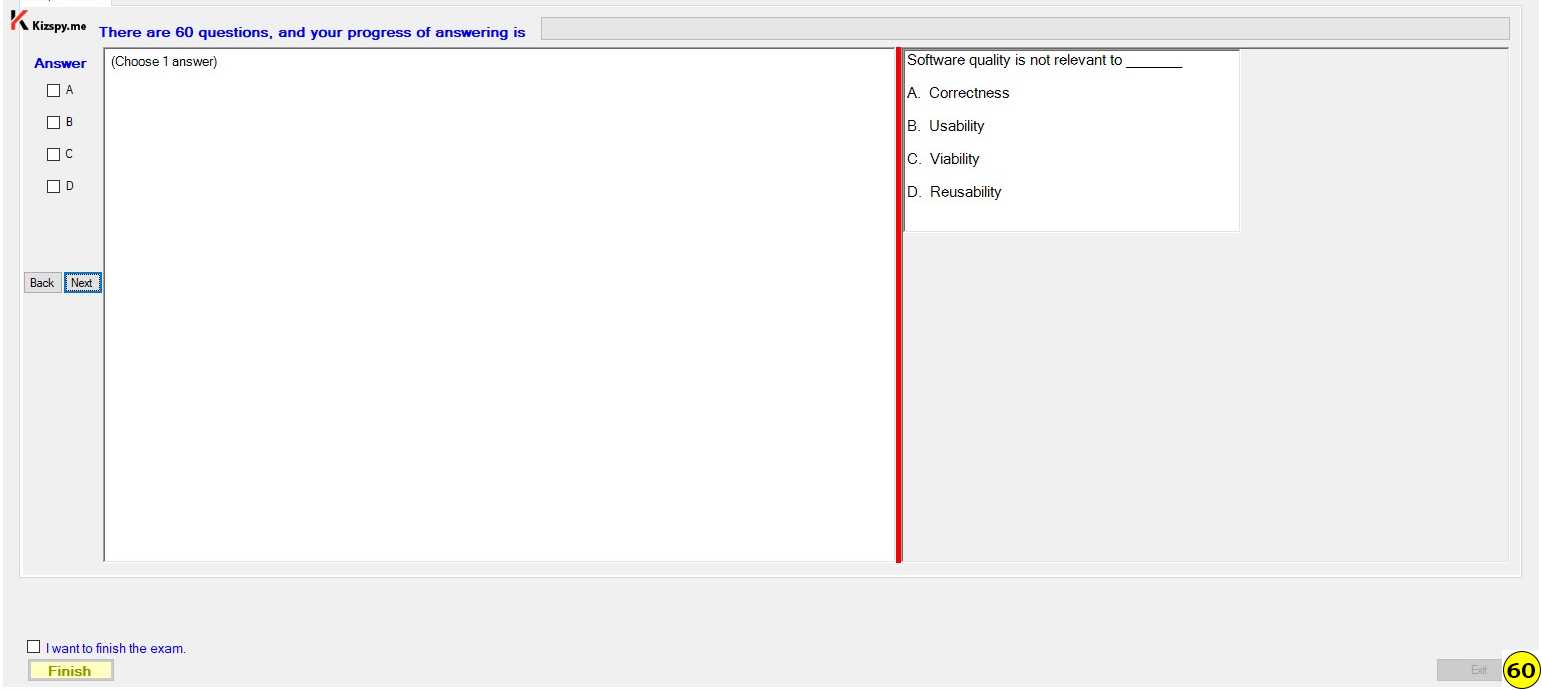 Kizspy.me
There are 60 questions, and your progress of answering is
Answer
(Choose 1 answer)
A
B
C
D
Back
Next
Software quality is not relevant to _______
A. Correctness
B. Usability
C. Viability
D. Reusability
I want to finish the exam.
Finish
Exit
60